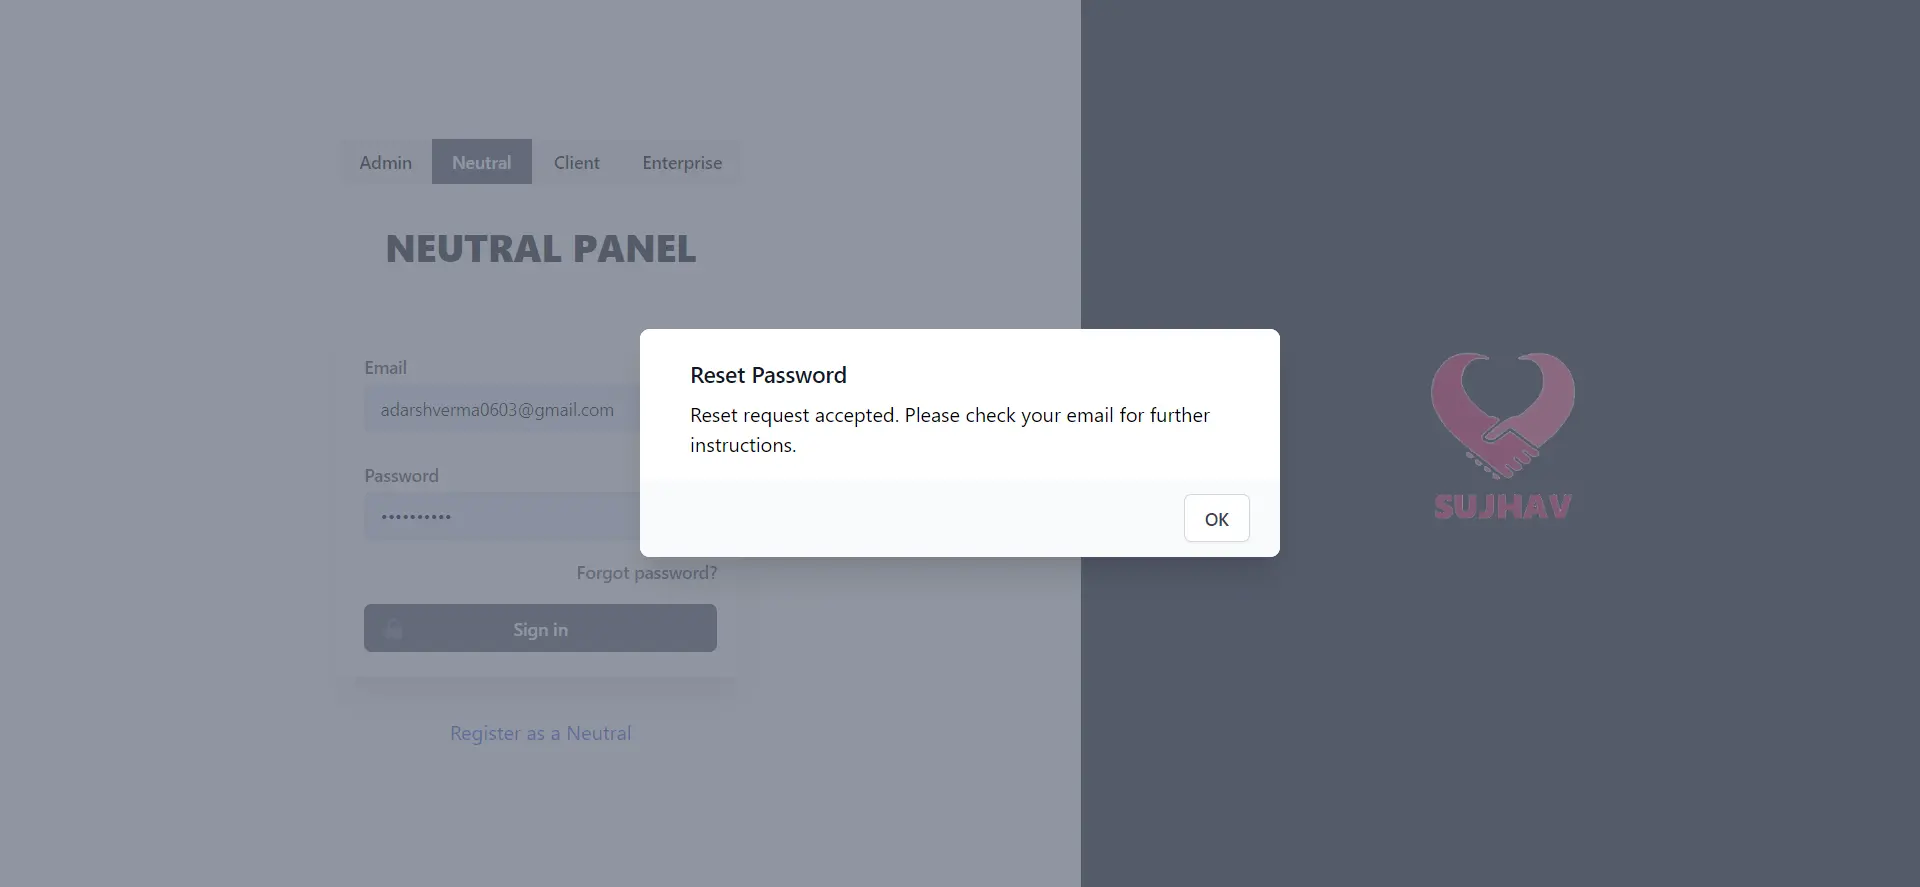 Admin Neutral Client Enterprise
NEUTRAL PANEL
Email
adarshverma0603@gmail.com
Password
••••••••••
Forgot password?
Sign in
Register as a Neutral
Reset Password
Reset request accepted. Please check your email for further
instructions.
OK
SUJHAV